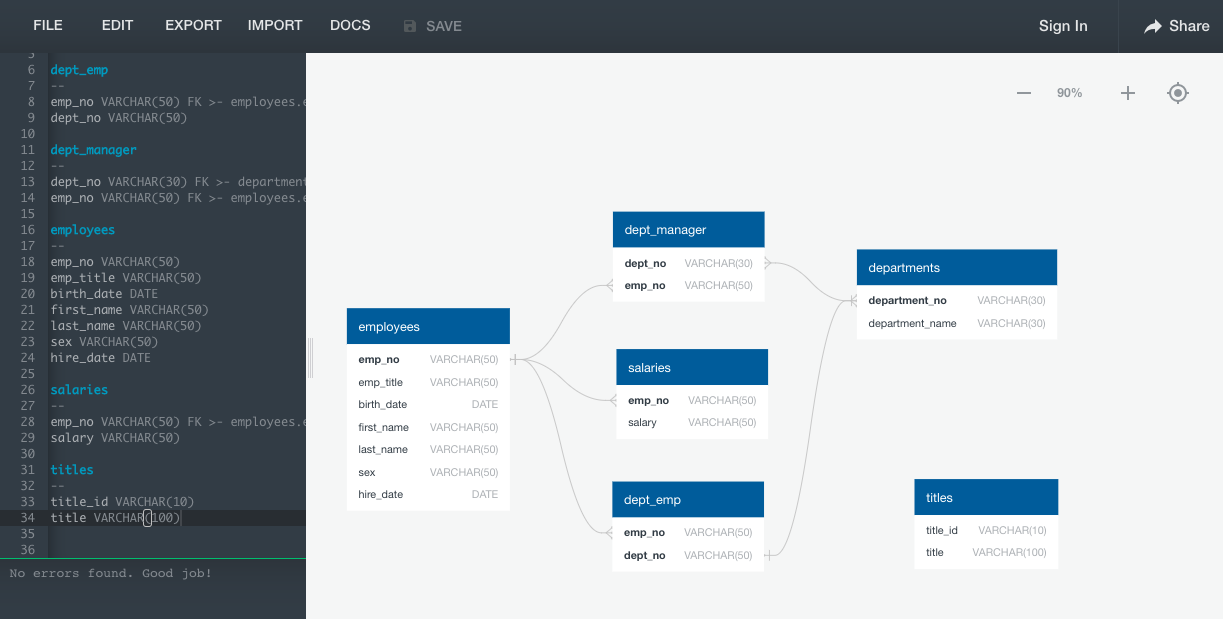 FILE EDIT EXPORT IMPORT DOCS SAVE Sign In Share
5
6 dept_emp
7 --
8 emp_no VARCHAR(50) FK >- employees.e
9 dept_no VARCHAR(50)
10
11 dept_manager
12 --
13 dept_no VARCHAR(30) FK >- department
14 emp_no VARCHAR(50) FK >- employees.e
15
16 employees
17 --
18 emp_no VARCHAR(50)
19 emp_title VARCHAR(50)
20 birth_date DATE
21 first_name VARCHAR(50)
22 last_name VARCHAR(50)
23 sex VARCHAR(50)
24 hire_date DATE
25
26 salaries
27 --
28 emp_no VARCHAR(50) FK >- employees.e
29 salary VARCHAR(50)
30
31 titles
32 --
33 title_id VARCHAR(10)
34 title VARCHAR(100)
35
36
No errors found. Good job!
90%
employees
emp_no VARCHAR(50)
emp_title VARCHAR(50)
birth_date DATE
first_name VARCHAR(50)
last_name VARCHAR(50)
sex VARCHAR(50)
hire_date DATE
dept_manager
dept_no VARCHAR(30)
emp_no VARCHAR(50)
salaries
emp_no VARCHAR(50)
salary VARCHAR(50)
dept_emp
emp_no VARCHAR(50)
dept_no VARCHAR(50)
departments
department_no VARCHAR(30)
department_name VARCHAR(30)
titles
title_id VARCHAR(10)
title VARCHAR(100)